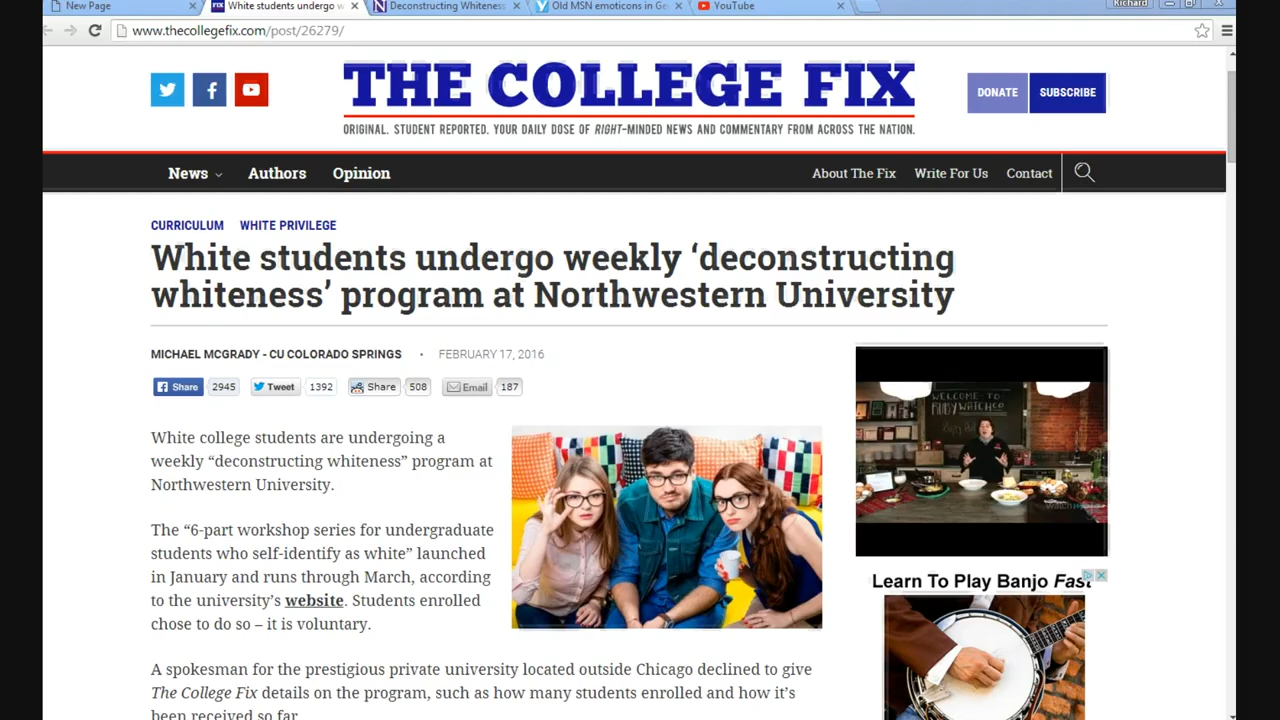 New Page
White students undergo w
Deconstructing Whiteness
Old MSN emoticons in Ge
YouTube
Richard
www.thecollegefix.com/post/26279/
THE COLLEGE FIX
DONATE
SUBSCRIBE
ORIGINAL. STUDENT REPORTED. YOUR DAILY DOSE OF RIGHT-MINDED NEWS AND COMMENTARY FROM ACROSS THE NATION.
News
Authors
Opinion
About The Fix
Write For Us
Contact
CURRICULUM WHITE PRIVILEGE
White students undergo weekly ‘deconstructing
whiteness’ program at Northwestern University
MICHAEL MCGRADY - CU COLORADO SPRINGS • FEBRUARY 17, 2016
Share 2945 Tweet 1392 Share 508 Email 187
White college students are undergoing a
weekly “deconstructing whiteness” program at
Northwestern University.
The “6-part workshop series for undergraduate
students who self-identify as white” launched
in January and runs through March, according
to the university’s website. Students enrolled
chose to do so – it is voluntary.
A spokesman for the prestigious private university located outside Chicago declined to give
The College Fix details on the program, such as how many students enrolled and how it’s
been received so far
WELCOME TO
RUBY WATCHCO
Learn To Play Banjo Fast